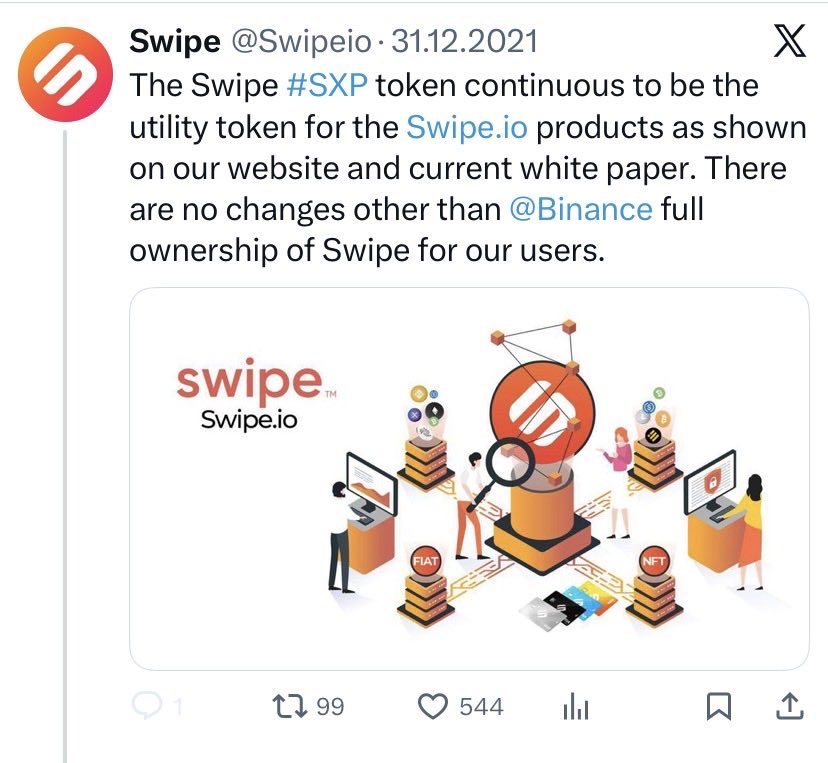 Swipe @Swipeio · 31.12.2021
The Swipe #SXP token continuous to be the
utility token for the Swipe.io products as shown
on our website and current white paper. There
are no changes other than @Binance full
ownership of Swipe for our users.
swipe™
Swipe.io
FIAT
NFT
1
99
544